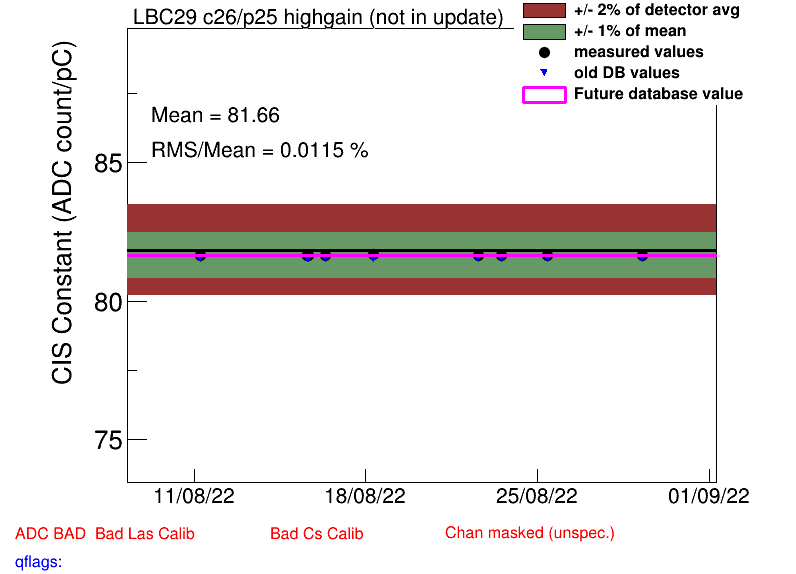 LBC29 c26/p25 highgain (not in update)
+/- 2% of detector avg
+/- 1% of mean
measured values
old DB values
Future database value
Mean = 81.66
RMS/Mean = 0.0115 %
CIS Constant (ADC count/pC)
85
80
75
11/08/22 18/08/22 25/08/22 01/09/22
ADC BAD Bad Las Calib Bad Cs Calib Chan masked (unspec.)
qflags: